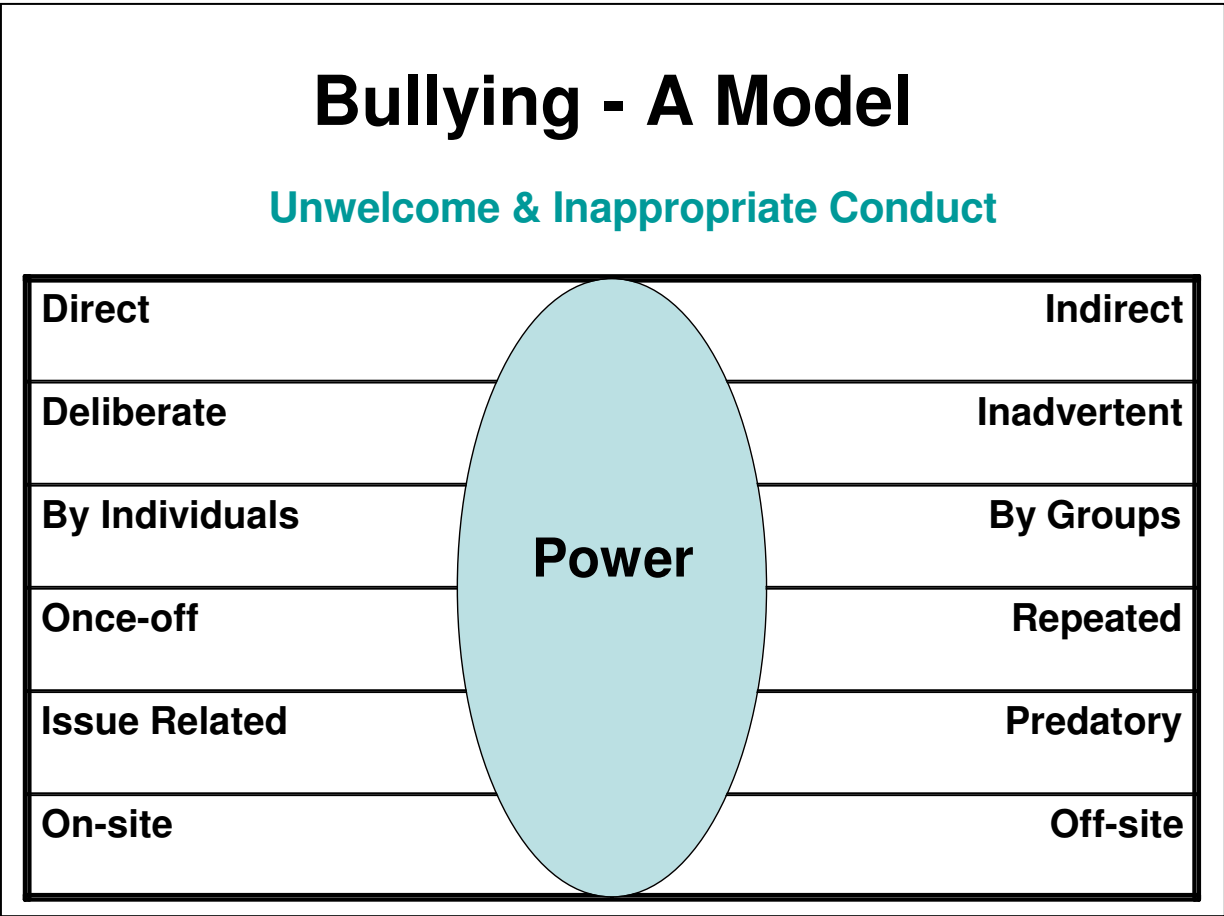 Bullying - A Model
Unwelcome & Inappropriate Conduct
Direct Indirect
Deliberate Inadvertent
By Individuals By Groups
Power
Once-off Repeated
Issue Related Predatory
On-site Off-site